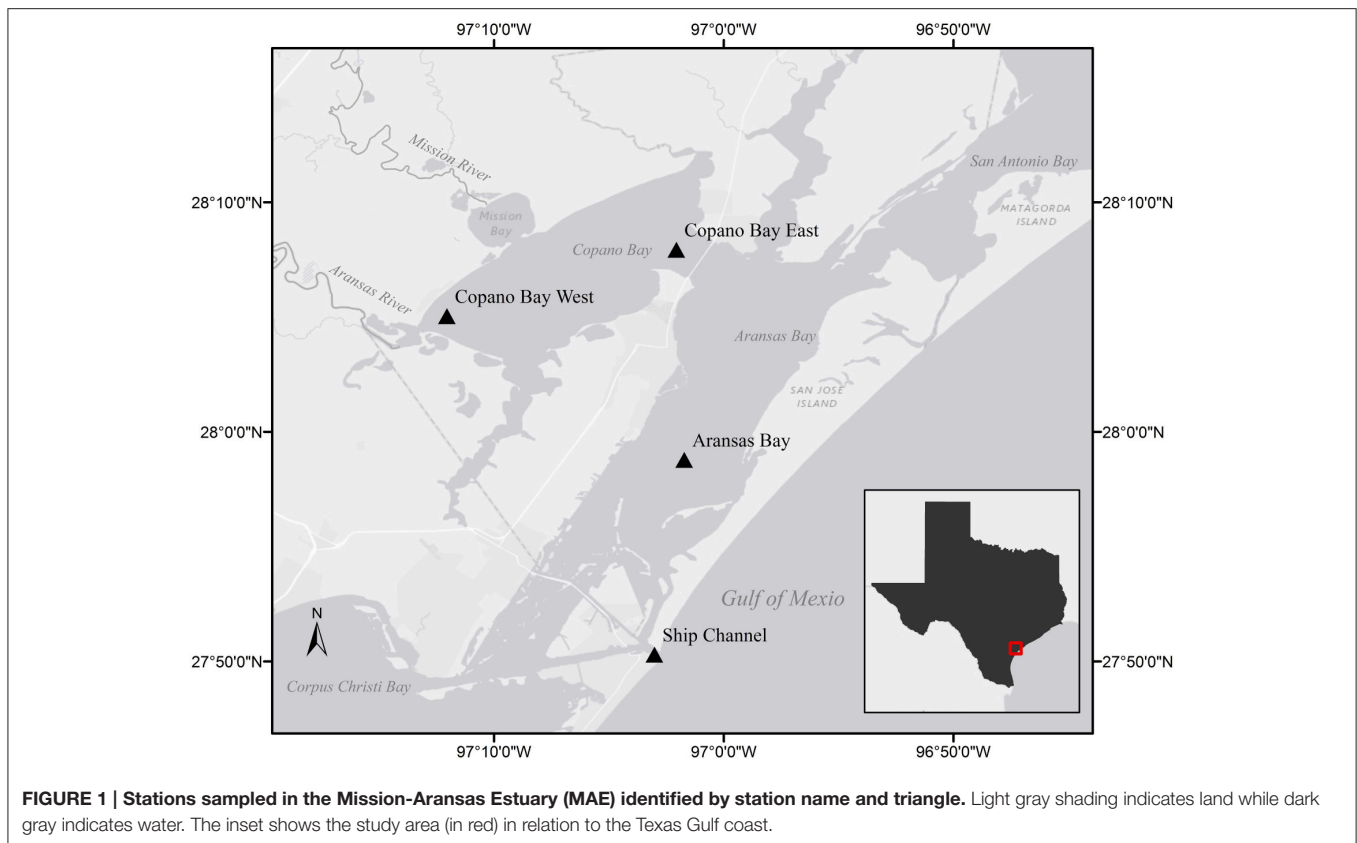 97°10'0"W
97°0'0"W
96°50'0"W
Mission River
San Antonio Bay
28°10'0"N
28°10'0"N
MATAGORDA
ISLAND
Mission
Bay
Copano Bay East
Copano Bay
Aransas River
Copano Bay West
Aransas Bay
SAN JOSE
ISLAND
28°0'0"N
28°0'0"N
Aransas Bay
Gulf of Mexio
N
Ship Channel
27°50'0"N
27°50'0"N
Corpus Christi Bay
97°10'0"W
97°0'0"W
96°50'0"W
FIGURE 1 | Stations sampled in the Mission-Aransas Estuary (MAE) identified by station name and triangle. Light gray shading indicates land while dark
gray indicates water. The inset shows the study area (in red) in relation to the Texas Gulf coast.